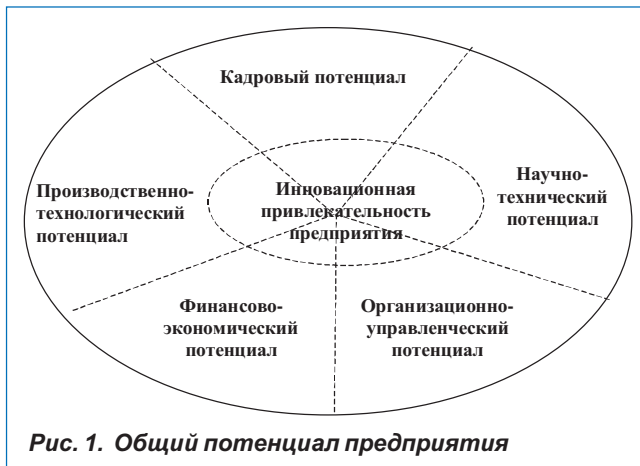 Кадровый потенциал
Производственно-
технологический
потенциал
Инновационная
привлекательность
предприятия
Научно-
технический
потенциал
Финансово-
экономический
потенциал
Организационно-
управленческий
потенциал
Рис. 1. Общий потенциал предприятия